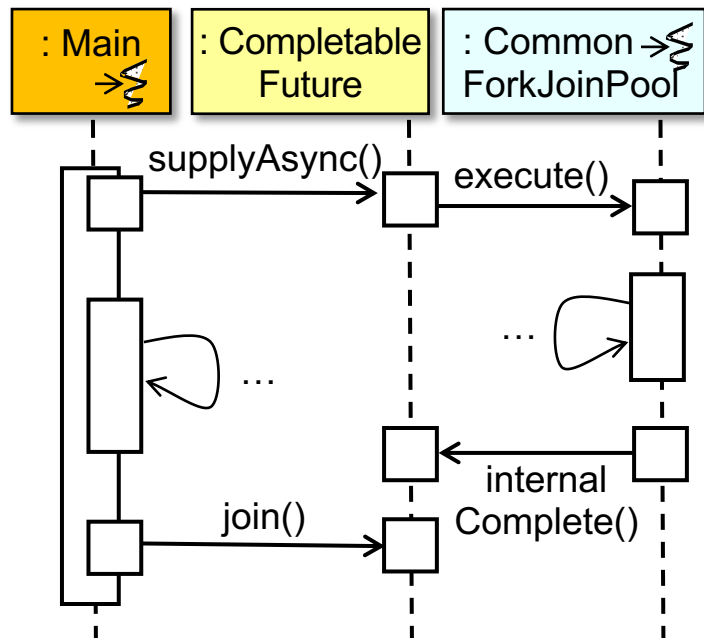 : Main
: Completable
Future
: Common
ForkJoinPool
supplyAsync()
execute()
...
...
internal
Complete()
join()